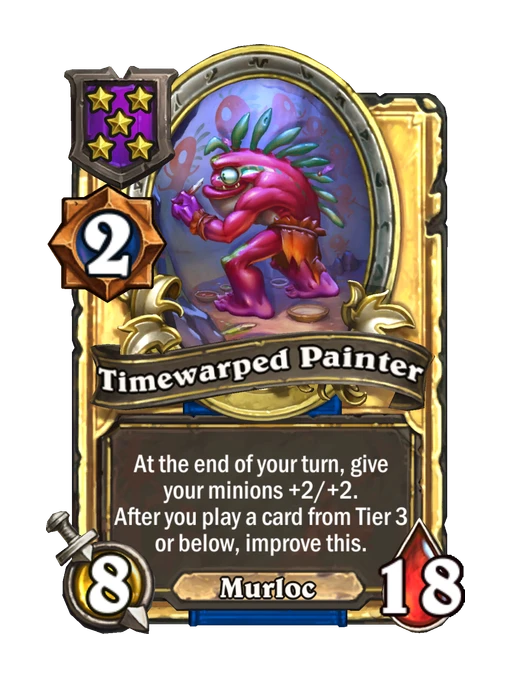 2
Timewarped Painter
At the end of your turn, give
your minions +2/+2.
After you play a card from Tier 3
or below, improve this.
8
Murloc
18